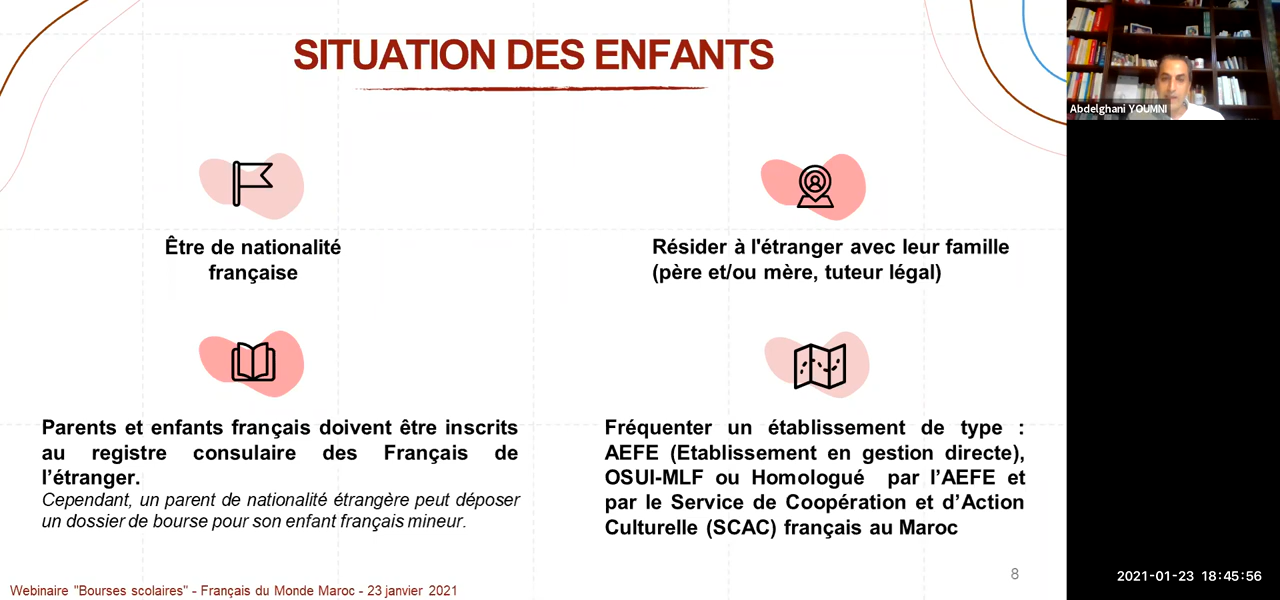 SITUATION DES ENFANTS
Abdelghani YOUMNI
Être de nationalité
française
Résider à l'étranger avec leur famille
(père et/ou mère, tuteur légal)
Parents et enfants français doivent être inscrits
au registre consulaire des Français de
l’étranger.
Cependant, un parent de nationalité étrangère peut déposer
un dossier de bourse pour son enfant français mineur.
Fréquenter un établissement de type :
AEFE (Etablissement en gestion directe),
OSUI-MLF ou Homologué par l’AEFE et
par le Service de Coopération et d’Action
Culturelle (SCAC) français au Maroc
8
Webinaire "Bourses scolaires" - Français du Monde Maroc - 23 janvier 2021
2021-01-23 18:45:56